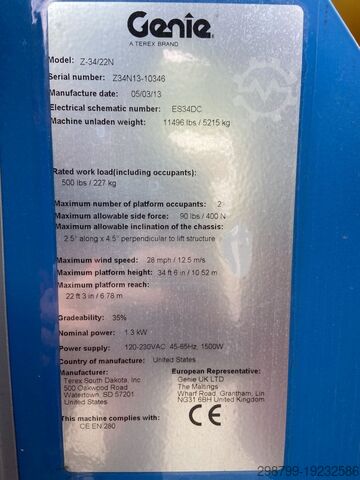 Genie
A TEREX BRAND
Model: Z-34/22N
Serial number: Z34N13-10346
Manufacture date: 05/03/13
Electrical schematic number: ES34DC
Machine unladen weight: 11496 lbs / 5215 kg
Rated work load(including occupants):
500 lbs / 227 kg
Maximum number of platform occupants: 2
Maximum allowable side force: 90 lbs / 400 N
Maximum allowable inclination of the chassis:
2.5° along x 4.5° perpendicular to lift structure
Maximum wind speed: 28 mph / 12.5 m/s
Maximum platform height: 34 ft 6 in / 10.52 m
Maximum platform reach:
22 ft 3 in / 6.78 m
Gradeability: 35%
Nominal power: 1.3 kW
Power supply: 120-230VAC 45-65Hz, 1500W
Country of manufacture: United States
Manufacturer: European Representative:
Terex South Dakota, Inc Genie UK LTD
500 Oakwood Road The Maltings
Watertown, SD 57201 Wharf Road, Grantham, Lin
United States NG31 6BH United Kingdom
This machine complies with: CE
CE EN 280
298799-19232586